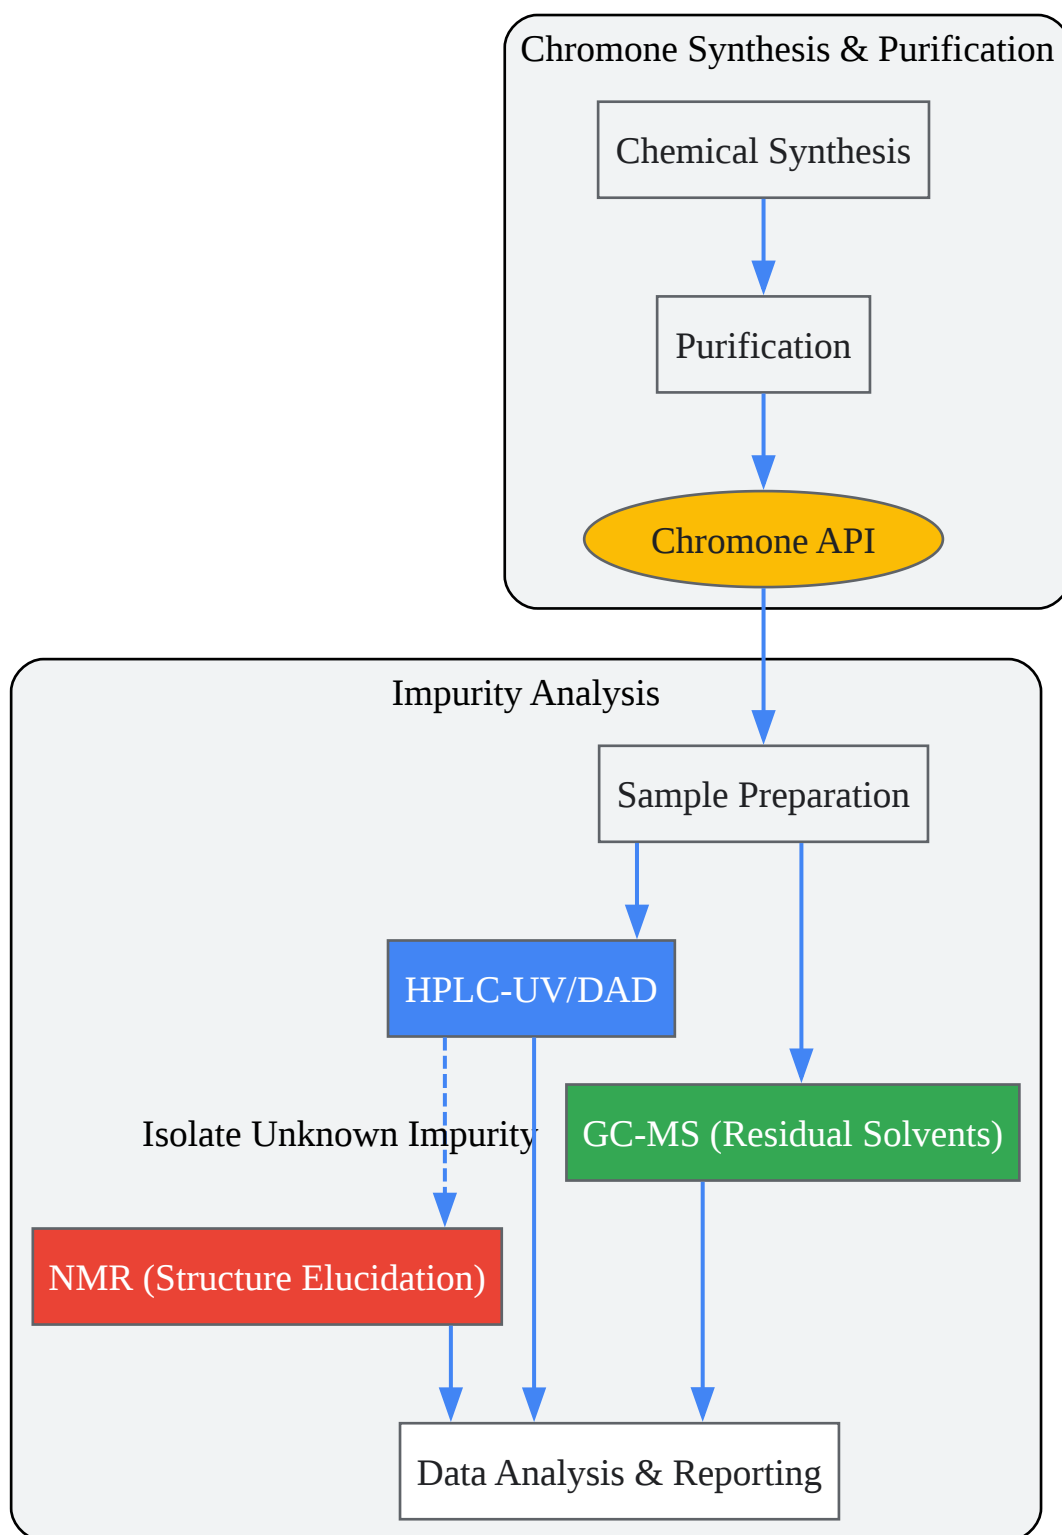 Chromone Synthesis & Purification
Chemical Synthesis
Purification
Chromone API
Impurity Analysis
Sample Preparation
HPLC-UV/DAD
Isolate Unknown Impurity
GC-MS (Residual Solvents)
NMR (Structure Elucidation)
Data Analysis & Reporting